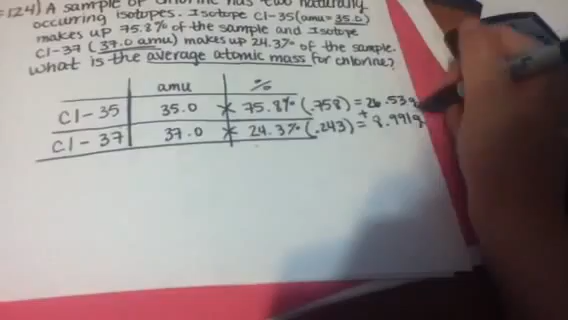 124) A sample of chlorine has two naturally
occurring isotopes. Isotope Cl-35 (amu=35.0)
makes up 75.8% of the sample and Isotope
Cl-37 (37.0 amu) makes up 24.3% of the sample.
What is the average atomic mass for chlorine?
amu %
Cl-35 35.0 * 75.8% (.758) = 26.53g
+
Cl-37 37.0 * 24.3% (.243) = 8.991g